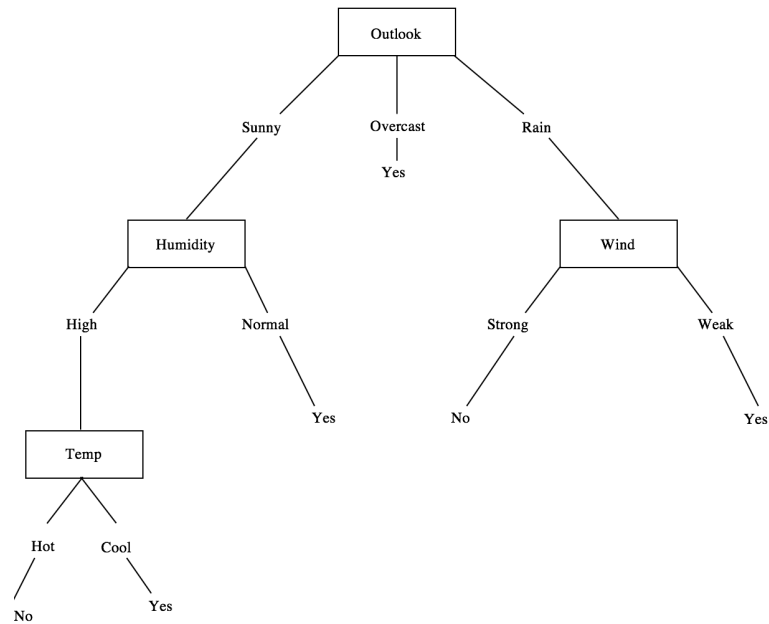 Outlook
Sunny
Overcast
Rain
Yes
Humidity
Wind
High
Normal
Strong
Weak
Yes
No
Yes
Temp
Hot
Cool
No
Yes